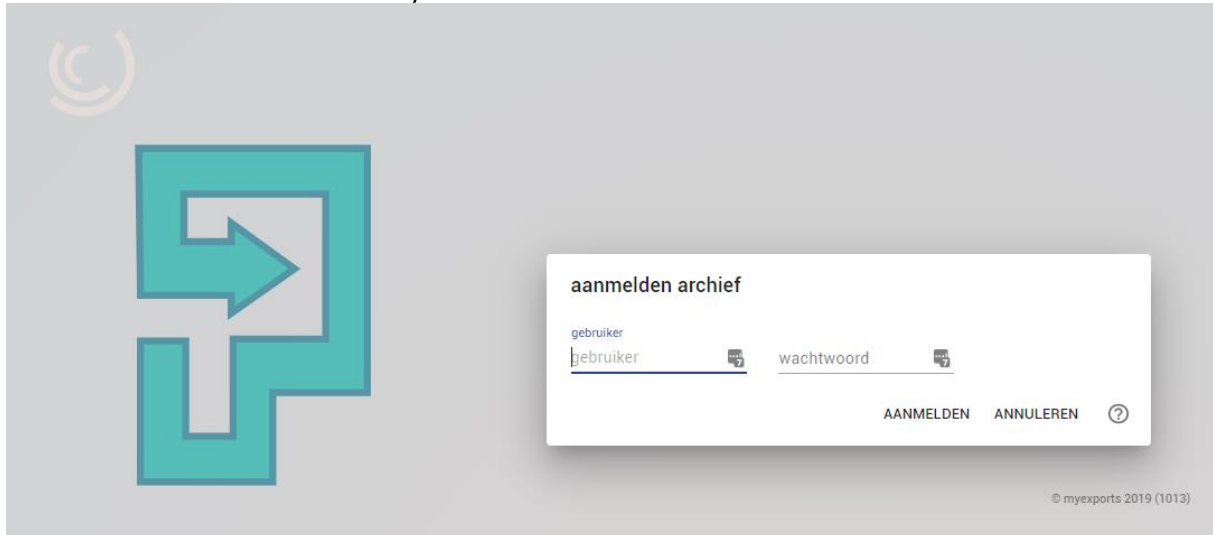 aanmelden archief
gebruiker
gebruiker wachtwoord
AANMELDEN ANNULEREN ?
© myexports 2019 (1013)